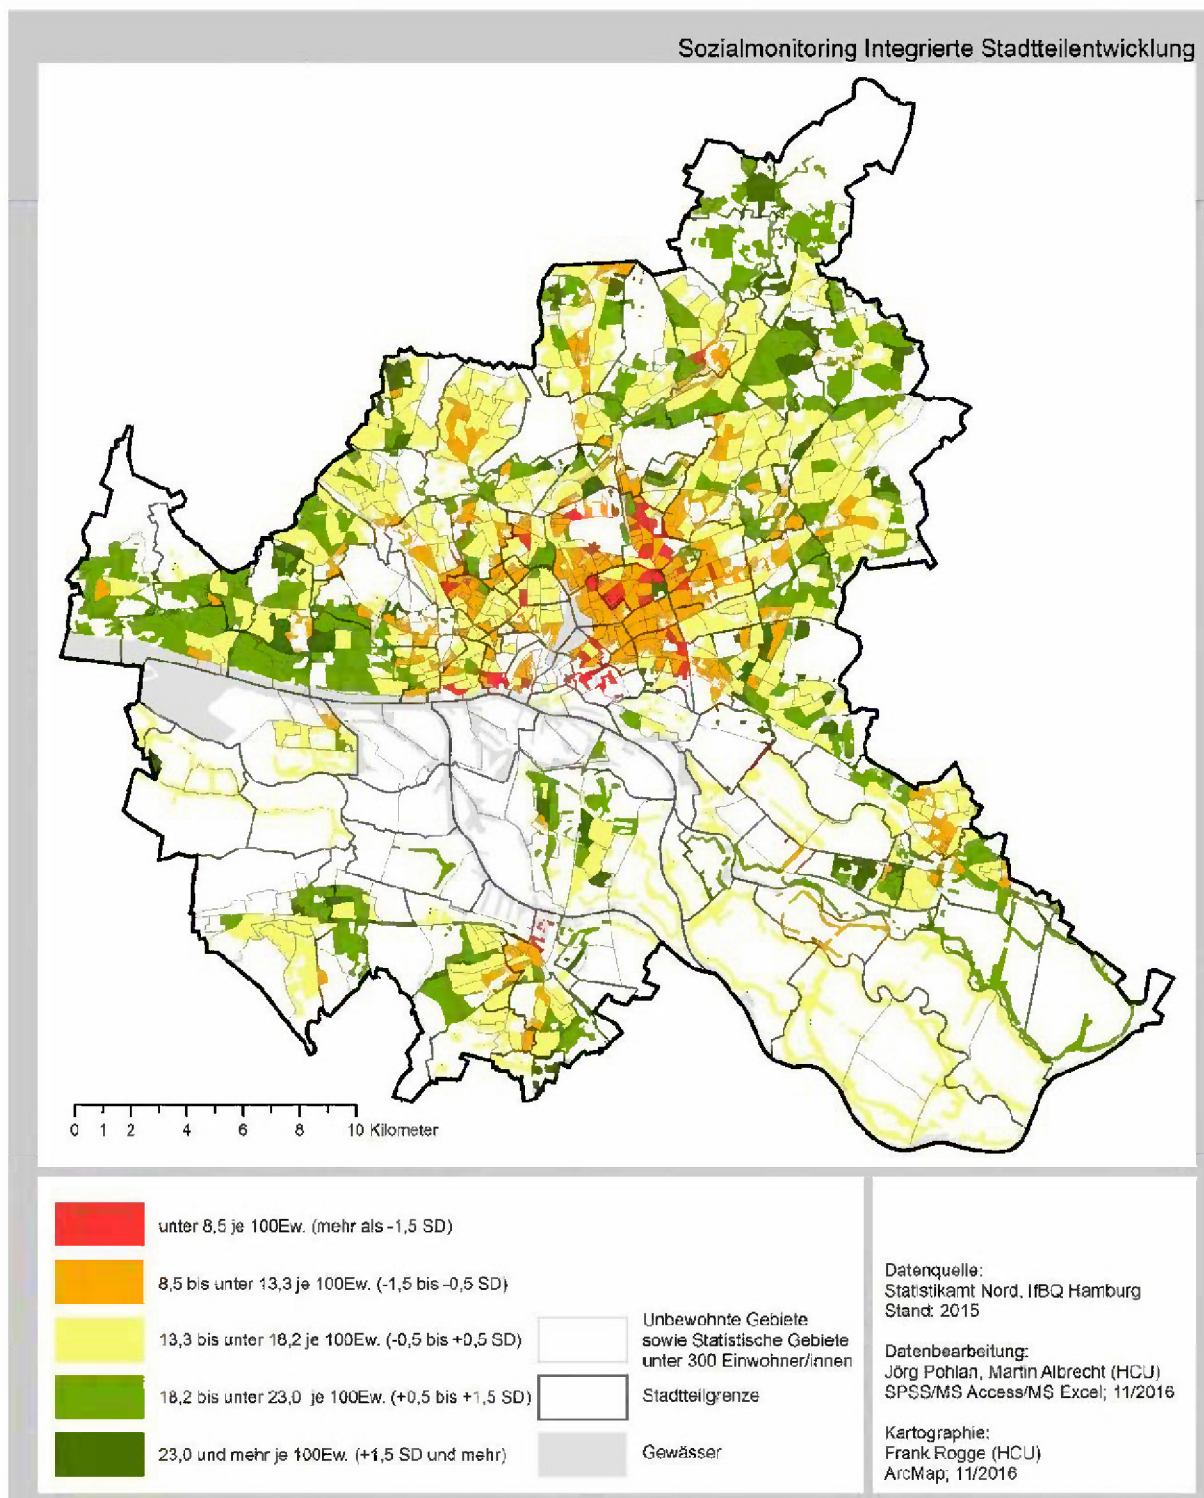 Sozialmonitoring Integrierte Stadtteilentwicklung
0 1 2 4 6 8 10 Kilometer
unter 8,5 je 100Ew. (mehr als -1,5 SD)
8,5 bis unter 13,3 je 100Ew. (-1,5 bis -0,5 SD)
13,3 bis unter 18,2 je 100Ew. (-0,5 bis +0,5 SD)
18,2 bis unter 23,0 je 100Ew. (+0,5 bis +1,5 SD)
23,0 und mehr je 100Ew. (+1,5 SD und mehr)
Unbewohnte Gebiete
sowie Statistische Gebiete
unter 300 Einwohner/innen
Stadtteilgrenze
Gewässer
Datenquelle:
Statistikamt Nord, IfBQ Hamburg
Stand: 2015
Datenbearbeitung:
Jörg Pohlan, Martin Albrecht (HCU)
SPSS/MS Access/MS Excel; 11/2016
Kartographie:
Frank Rogge (HCU)
ArcMap; 11/2016